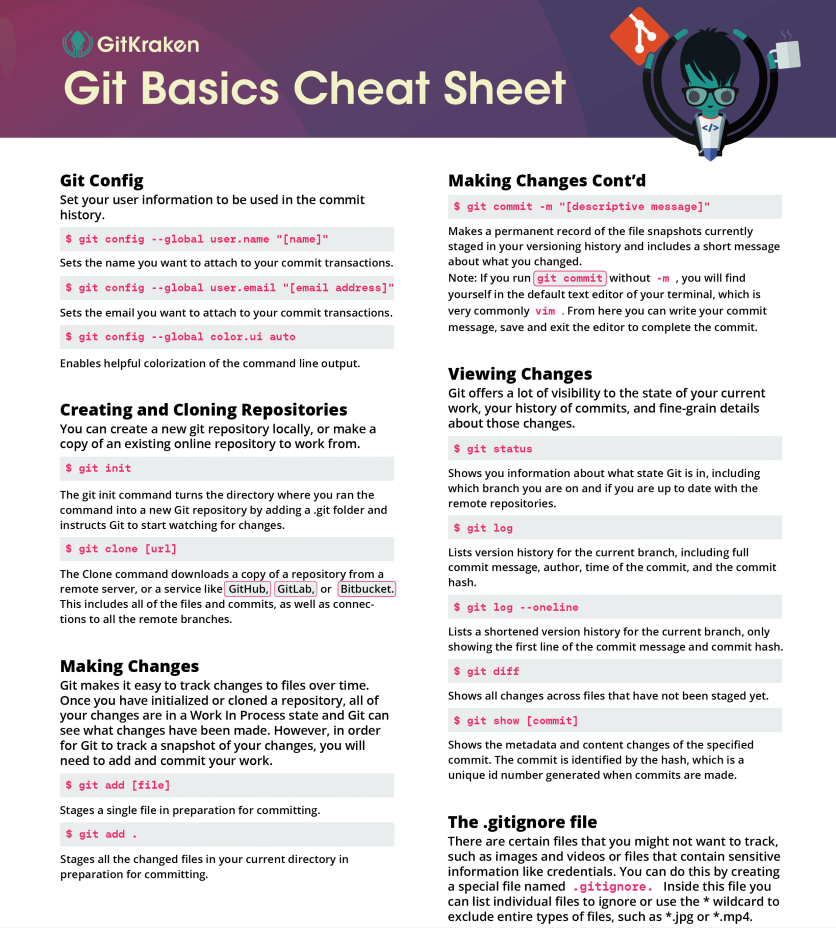 GitKraken
Git Basics Cheat Sheet
</>
Git Config
Set your user information to be used in the commit
history.
$ git config --global user.name "[name]"
Sets the name you want to attach to your commit transactions.
$ git config --global user.email "[email address]"
Sets the email you want to attach to your commit transactions.
$ git config --global color.ui auto
Enables helpful colorization of the command line output.
Creating and Cloning Repositories
You can create a new git repository locally, or make a
copy of an existing online repository to work from.
$ git init
The git init command turns the directory where you ran the
command into a new Git repository by adding a .git folder and
instructs Git to start watching for changes.
$ git clone [url]
The Clone command downloads a copy of a repository from a
remote server, or a service like GitHub, GitLab, or Bitbucket.
This includes all of the files and commits, as well as connec-
tions to all the remote branches.
Making Changes
Git makes it easy to track changes to files over time.
Once you have initialized or cloned a repository, all of
your changes are in a Work In Process state and Git can
see what changes have been made. However, in order
for Git to track a snapshot of your changes, you will
need to add and commit your work.
$ git add [file]
Stages a single file in preparation for committing.
$ git add .
Stages all the changed files in your current directory in
preparation for committing.
Making Changes Cont’d
$ git commit -m "[descriptive message]"
Makes a permanent record of the file snapshots currently
staged in your versioning history and includes a short message
about what you changed.
Note: If you run git commit without -m , you will find
yourself in the default text editor of your terminal, which is
very commonly vim . From here you can write your commit
message, save and exit the editor to complete the commit.
Viewing Changes
Git offers a lot of visibility to the state of your current
work, your history of commits, and fine-grain details
about those changes.
$ git status
Shows you information about what state Git is in, including
which branch you are on and if you are up to date with the
remote repositories.
$ git log
Lists version history for the current branch, including full
commit message, author, time of the commit, and the commit
hash.
$ git log --oneline
Lists a shortened version history for the current branch, only
showing the first line of the commit message and commit hash.
$ git diff
Shows all changes across files that have not been staged yet.
$ git show [commit]
Shows the metadata and content changes of the specified
commit. The commit is identified by the hash, which is a
unique id number generated when commits are made.
The .gitignore file
There are certain files that you might not want to track,
such as images and videos or files that contain sensitive
information like credentials. You can do this by creating
a special file named .gitignore. Inside this file you
can list individual files to ignore or use the * wildcard to
exclude entire types of files, such as *.jpg or *.mp4.